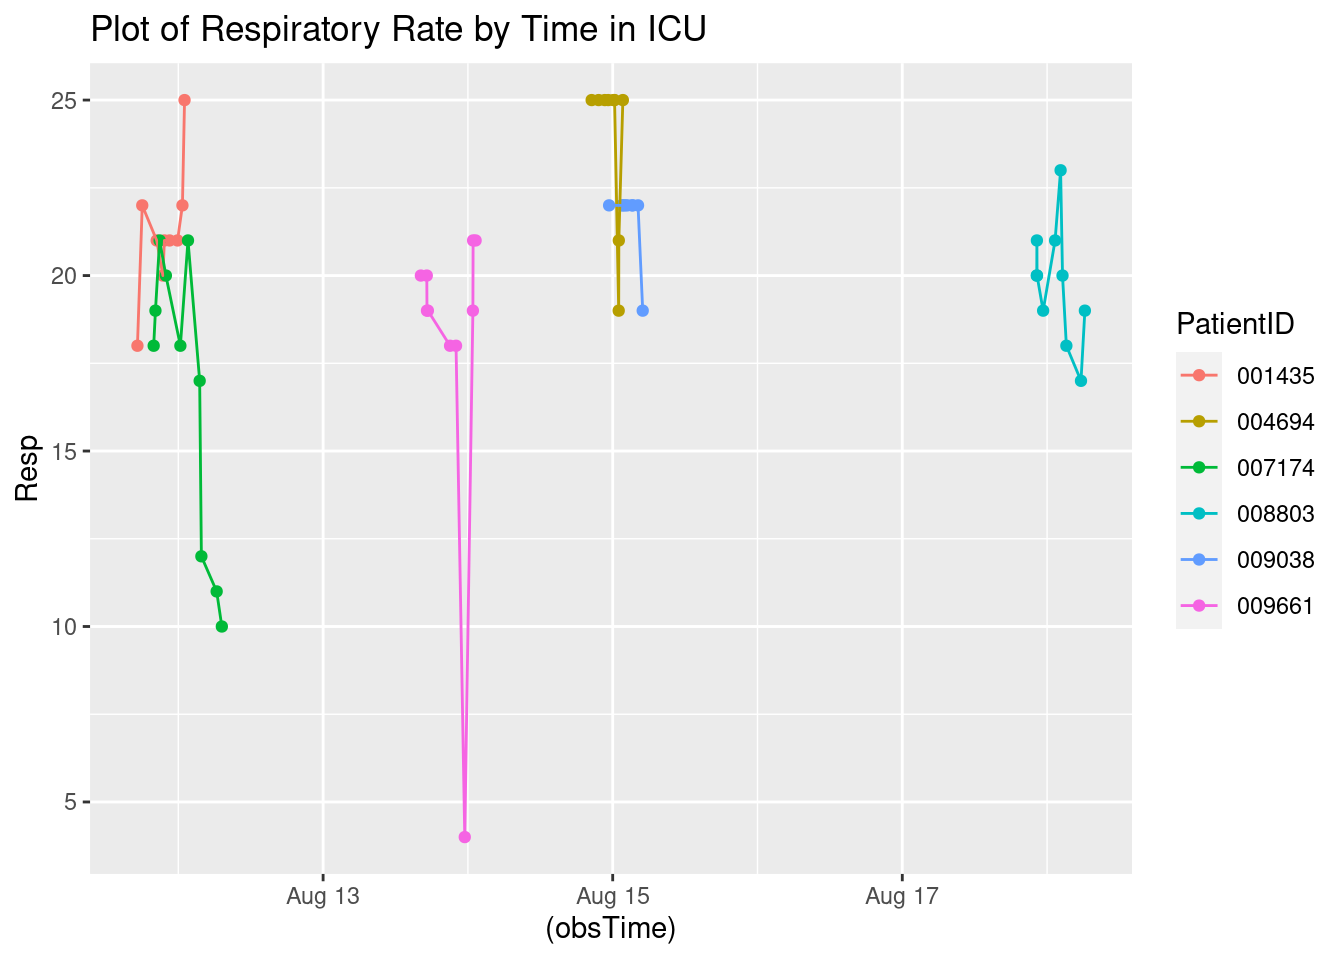 Plot of Respiratory Rate by Time in ICU
25
20
15
10
5
Resp
Aug 13
Aug 15
Aug 17
(obsTime)
PatientID
001435
004694
007174
008803
009038
009661